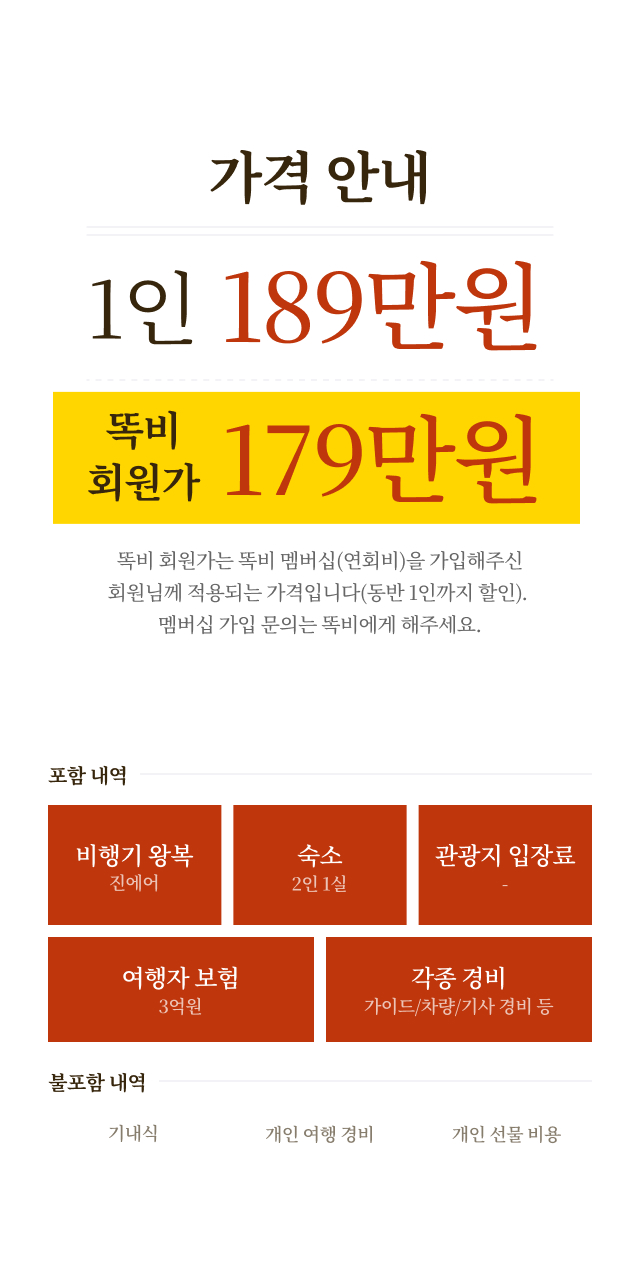 가격 안내
1인 189만원
똑비
회원가 179만원
똑비 회원가는 똑비 멤버십(연회비)을 가입해주신
회원님께 적용되는 가격입니다(동반 1인까지 할인).
멤버십 가입 문의는 똑비에게 해주세요.
포함 내역
비행기 왕복
진에어
숙소
2인 1실
관광지 입장료
-
여행자 보험
3억원
각종 경비
가이드/차량/기사 경비 등
불포함 내역
기내식
개인 여행 경비
개인 선물 비용